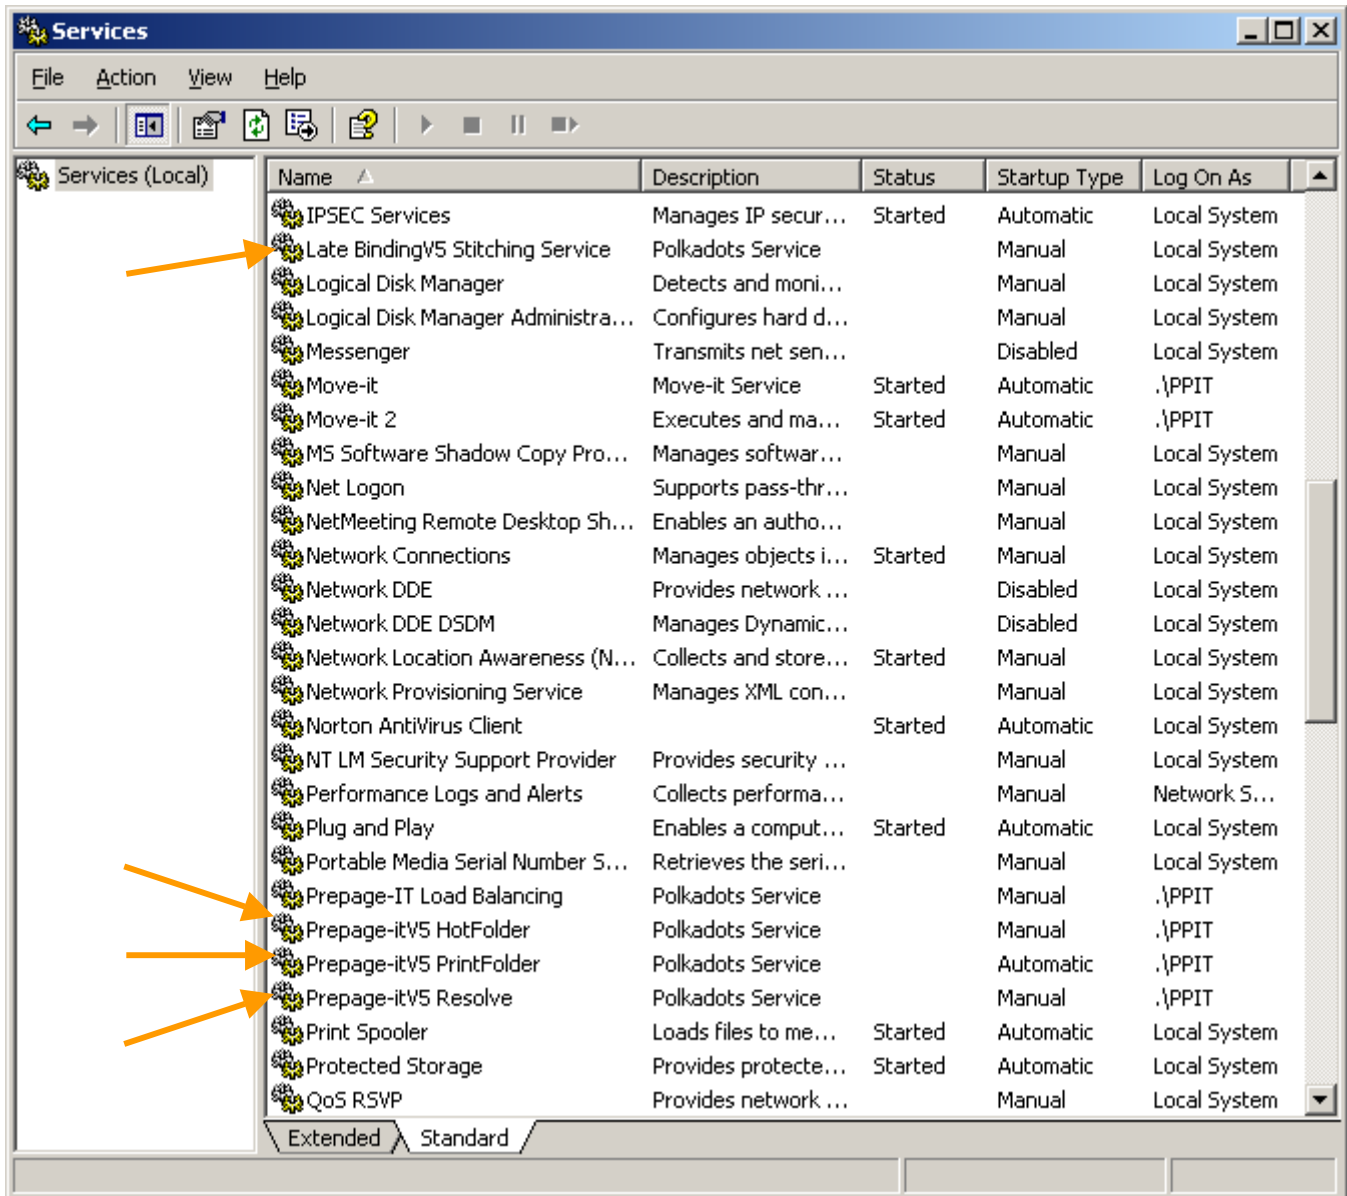 Services
File Action View Help
Services (Local)
Name Description Status Startup Type Log On As
IPSEC Services Manages IP secur... Started Automatic Local System
Late BindingV5 Stitching Service Polkadots Service Manual Local System
Logical Disk Manager Detects and moni... Manual Local System
Logical Disk Manager Administra... Configures hard d... Manual Local System
Messenger Transmits net sen... Disabled Local System
Move-it Move-it Service Started Automatic .\PPIT
Move-it 2 Executes and ma... Started Automatic .\PPIT
MS Software Shadow Copy Pro... Manages softwar... Manual Local System
Net Logon Supports pass-thr... Manual Local System
NetMeeting Remote Desktop Sh... Enables an autho... Manual Local System
Network Connections Manages objects i... Started Manual Local System
Network DDE Provides network ... Disabled Local System
Network DDE DSDM Manages Dynamic... Disabled Local System
Network Location Awareness (N... Collects and store... Started Manual Local System
Network Provisioning Service Manages XML con... Manual Local System
Norton AntiVirus Client Started Automatic Local System
NT LM Security Support Provider Provides security ... Manual Local System
Performance Logs and Alerts Collects performa... Manual Network S...
Plug and Play Enables a comput... Started Automatic Local System
Portable Media Serial Number S... Retrieves the seri... Manual Local System
Prepage-IT Load Balancing Polkadots Service Manual .\PPIT
Prepage-itV5 HotFolder Polkadots Service Manual .\PPIT
Prepage-itV5 PrintFolder Polkadots Service Automatic .\PPIT
Prepage-itV5 Resolve Polkadots Service Manual .\PPIT
Print Spooler Loads files to me... Started Automatic Local System
Protected Storage Provides protecte... Started Automatic Local System
QoS RSVP Provides network ... Manual Local System
Extended Standard